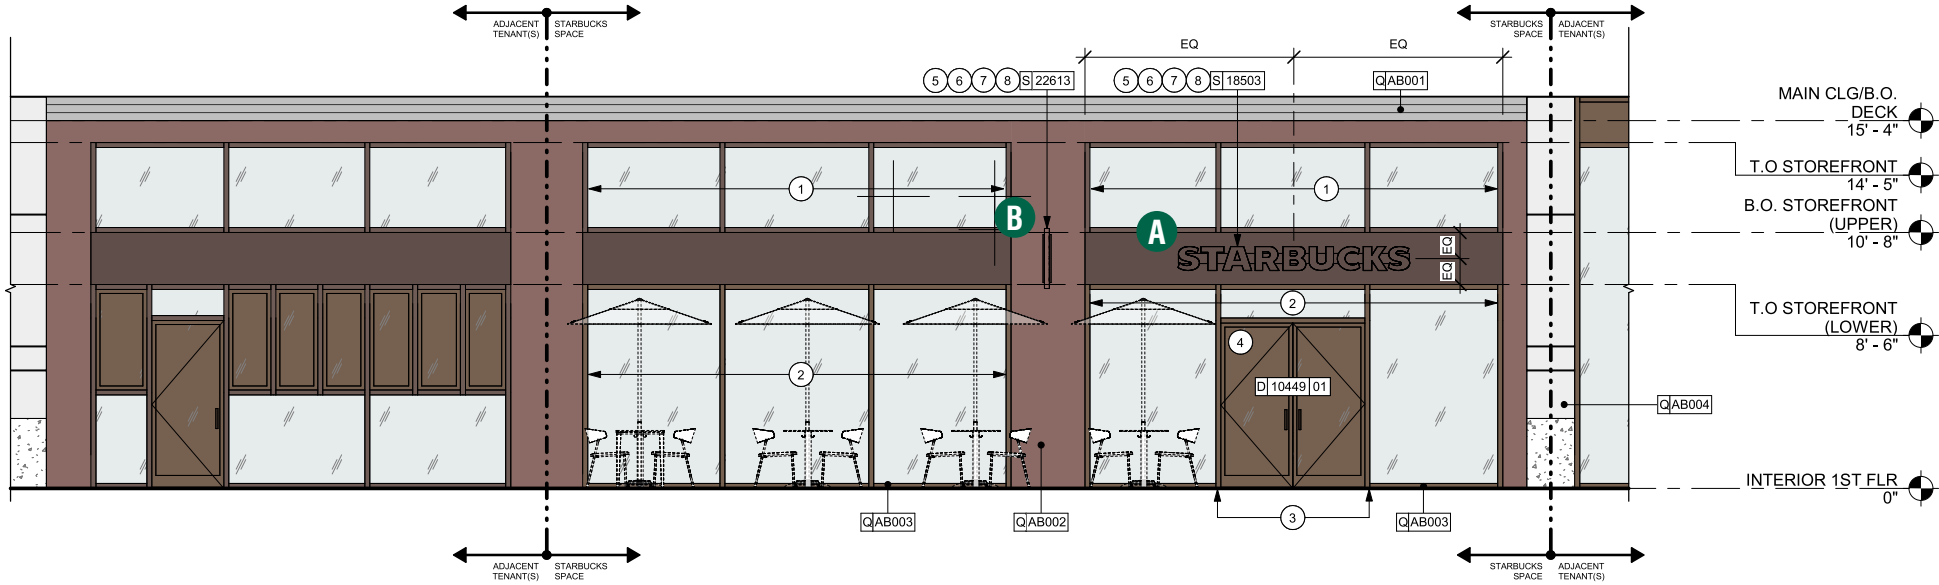 ADJACENT
TENANT(S)
STARBUCKS
SPACE
STARBUCKS
SPACE
ADJACENT
TENANT(S)
EQ
EQ
5 6 7 8 S 22613
5 6 7 8 S 18503
Q AB001
MAIN CLG/B.O.
DECK
15' - 4"
T.O STOREFRONT
14' - 5"
1
1
B.O. STOREFRONT
(UPPER)
10' - 8"
B
A
STARBUCKS
EQ
EQ
2
T.O STOREFRONT
(LOWER)
8' - 6"
4
2
D 10449 01
Q AB004
INTERIOR 1ST FLR
0"
Q AB003
Q AB002
3
Q AB003
ADJACENT
TENANT(S)
STARBUCKS
SPACE
STARBUCKS
SPACE
ADJACENT
TENANT(S)